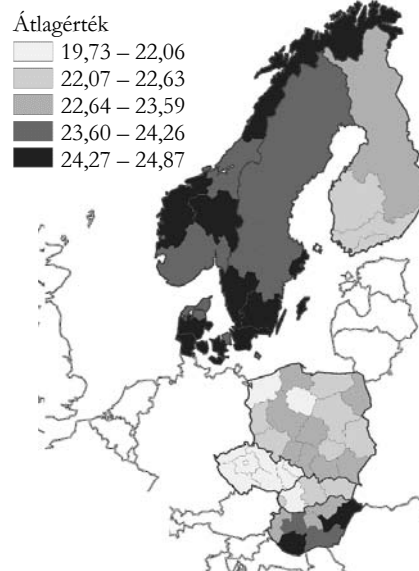 Átlagérték
19,73 – 22,06
22,07 – 22,63
22,64 – 23,59
23,60 – 24,26
24,27 – 24,87